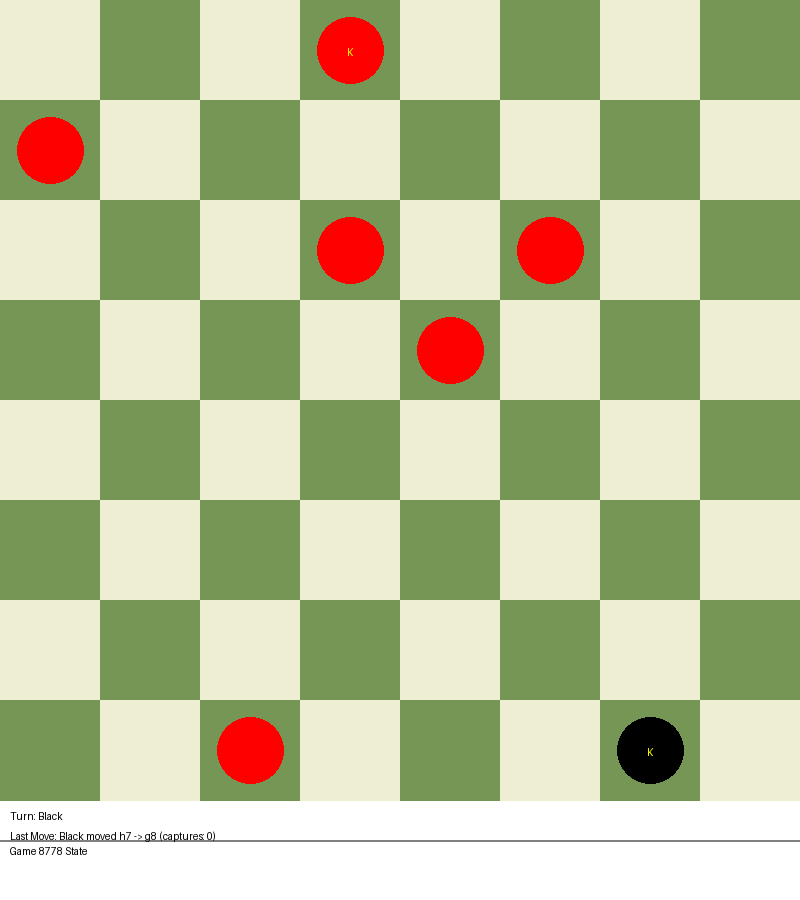 K
K
Turn: Black
Last Move: Black moved h7 -> g8 (captures: 0)
Game 8778 State